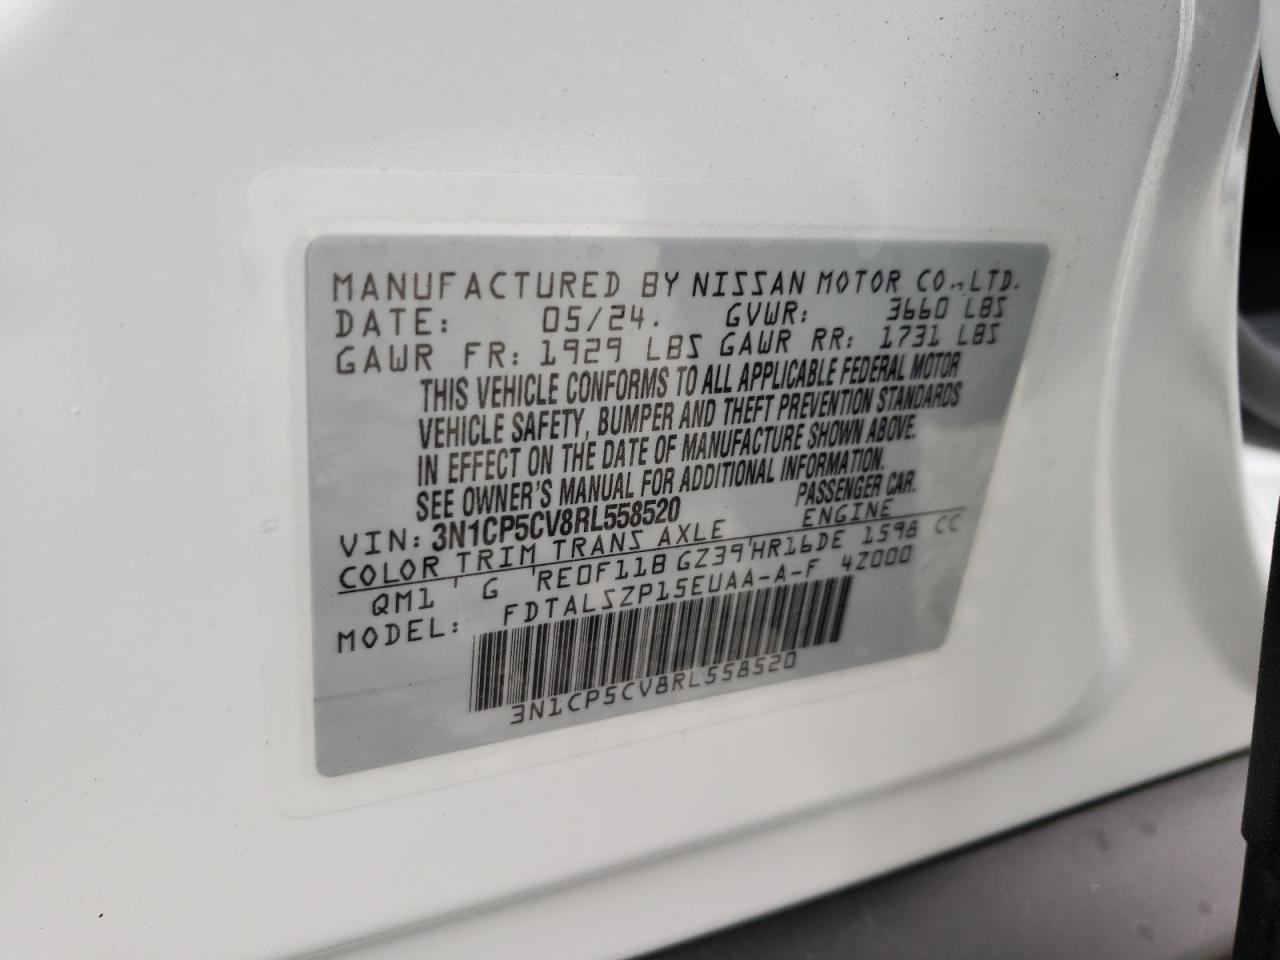 MANUFACTURED BY NISSAN MOTOR CO., LTD.
DATE: 05/24. GVWR: 3660 LBS
GAWR FR: 1929 LBS GAWR RR: 1731 LBS
THIS VEHICLE CONFORMS TO ALL APPLICABLE FEDERAL MOTOR
VEHICLE SAFETY, BUMPER AND THEFT PREVENTION STANDARDS
IN EFFECT ON THE DATE OF MANUFACTURE SHOWN ABOVE.
SEE OWNER'S MANUAL FOR ADDITIONAL INFORMATION.
VIN: 3N1CP5CV8RL558520 PASSENGER CAR.
COLOR TRIM TRANS AXLE ENGINE
QM1 ' G 'RE0F11B GZ39'HR16DE 1598 CC
MODEL: FDTALSZP15EUAA-A-F 4Z000
3N1CP5CV8RL558520